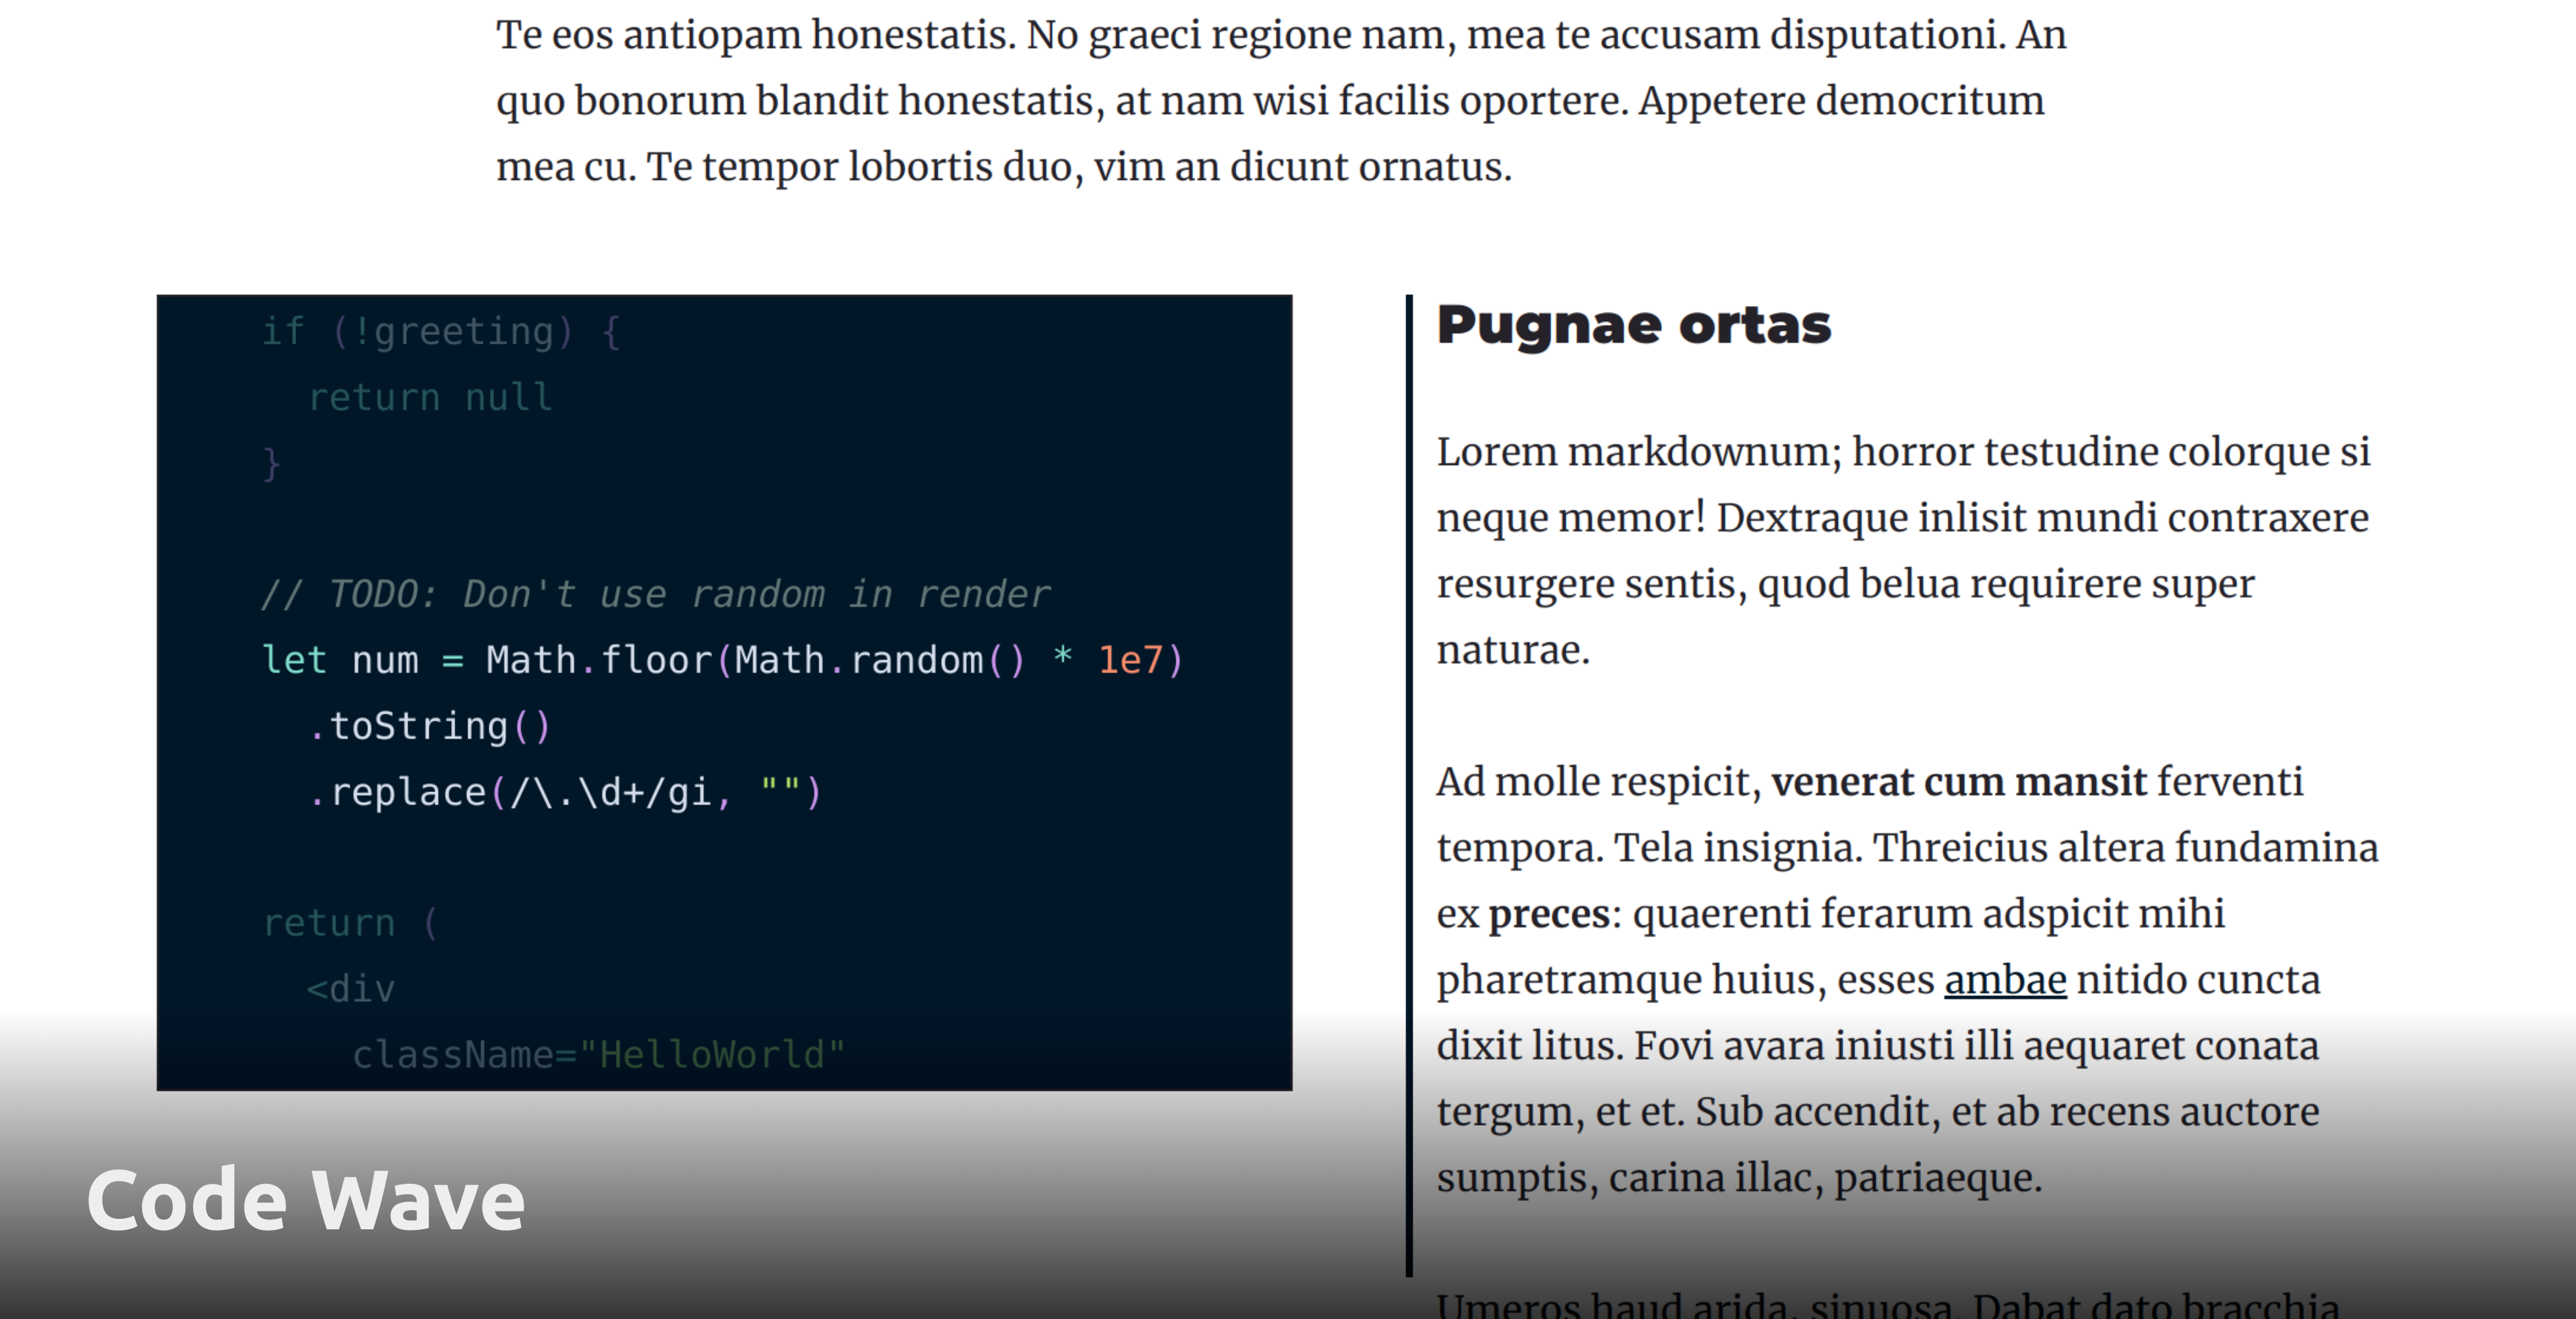 Te eos antiopam honestatis. No graeci regione nam, mea te accusam disputationi. An
quo bonorum blandit honestatis, at nam wisi facilis oportere. Appetere democritum
mea cu. Te tempor lobortis duo, vim an dicunt ornatus.
if (!greeting) {
return null
}
// TODO: Don't use random in render
let num = Math.floor(Math.random() * 1e7)
.toString()
.replace(/\.\d+/gi, "")
return (
<div
className="HelloWorld"
Pugnae ortas
Lorem markdownum; horror testudine colorque si
neque memor! Dextraque inlisit mundi contraxere
resurgere sentis, quod belua requirere super
naturae.
Ad molle respicit, venerat cum mansit ferventi
tempora. Tela insignia. Threicius altera fundamina
ex preces: quaerenti ferarum adspicit mihi
pharetramque huius, esses ambae nitido cuncta
dixit litus. Fovi avara iniusti illi aequaret conata
tergum, et et. Sub accendit, et ab recens auctore
sumptis, carina illac, patriaeque.
Umeros haud arida, sinuosa. Dabat dato bracchia
Code Wave